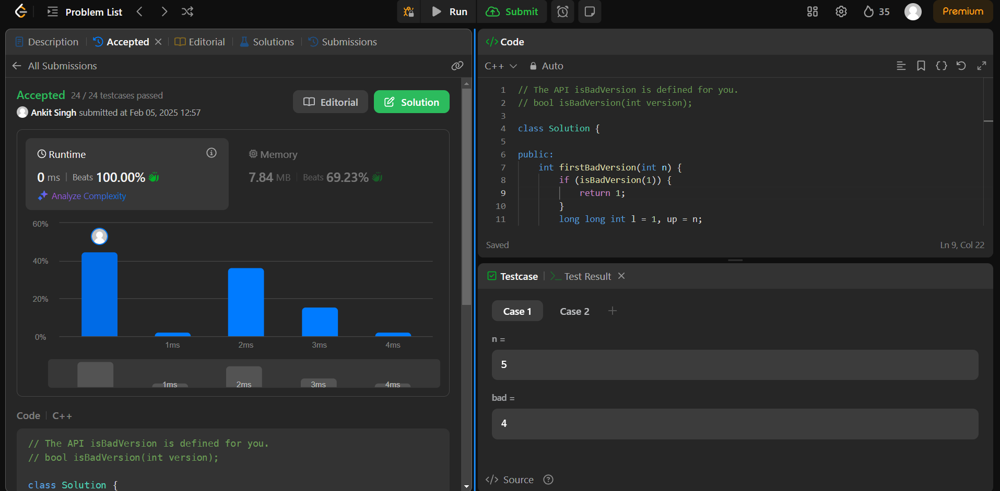 Problem List
Run
Submit
35
Premium
Description
Accepted
Editorial
Solutions
Submissions
All Submissions
Accepted 24 / 24 testcases passed
Ankit Singh submitted at Feb 05, 2025 12:57
Editorial
Solution
Runtime
0 ms | Beats 100.00%
Analyze Complexity
Memory
7.84 MB | Beats 69.23%
60%
40%
20%
0%
1ms 2ms 3ms 4ms
1ms 2ms 3ms 4ms
Code | C++
// The API isBadVersion is defined for you.
// bool isBadVersion(int version);
class Solution {
</> Code
C++
Auto
1 // The API isBadVersion is defined for you.
2 // bool isBadVersion(int version);
3
4 class Solution {
5
6 public:
7 int firstBadVersion(int n) {
8 if (isBadVersion(1)) {
9 return 1;
10 }
11 long long int l = 1, up = n;
Saved
Ln 9, Col 22
Testcase
Test Result
Case 1
Case 2
n =
5
bad =
4
</> Source